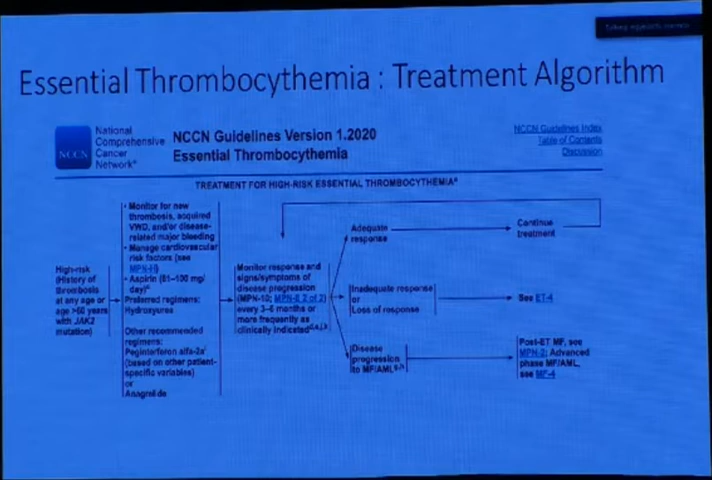 Essential Thrombocythemia : Treatment Algorithm
NCCN
National
Comprehensive
Cancer
Network®
NCCN Guidelines Version 1.2020
Essential Thrombocythemia
NCCN Guidelines Index
Table of Contents
Discussion
TREATMENT FOR HIGH-RISK ESSENTIAL THROMBOCYTHEMIA
High-risk
(History of
thrombosis
at any age or
age >60 years
with JAK2
mutation)
• Monitor for new
thrombosis, acquired
VWD, and/or disease-
related major bleeding
• Manage cardiovascular
risk factors (see
MPN-H)
• Aspirin (81–100 mg/
day)
Preferred regimens:
Hydroxyurea
Other recommended
regimens:
Peginterferon alfa-2a
(based on other patient-
specific variables)
or
Anagrelide
Monitor response and
signs/symptoms of
disease progression
(MPN-10; 2 of 2)
every 3–6 months or
more frequently as
clinically indicated
Adequate
response
Continue
treatment
Inadequate response
or
Loss of response
See ET-4
Disease
progression
to MF/AML
Post-ET MF, see
MPN-2; Advanced
phase MF/AML,
see MF-4